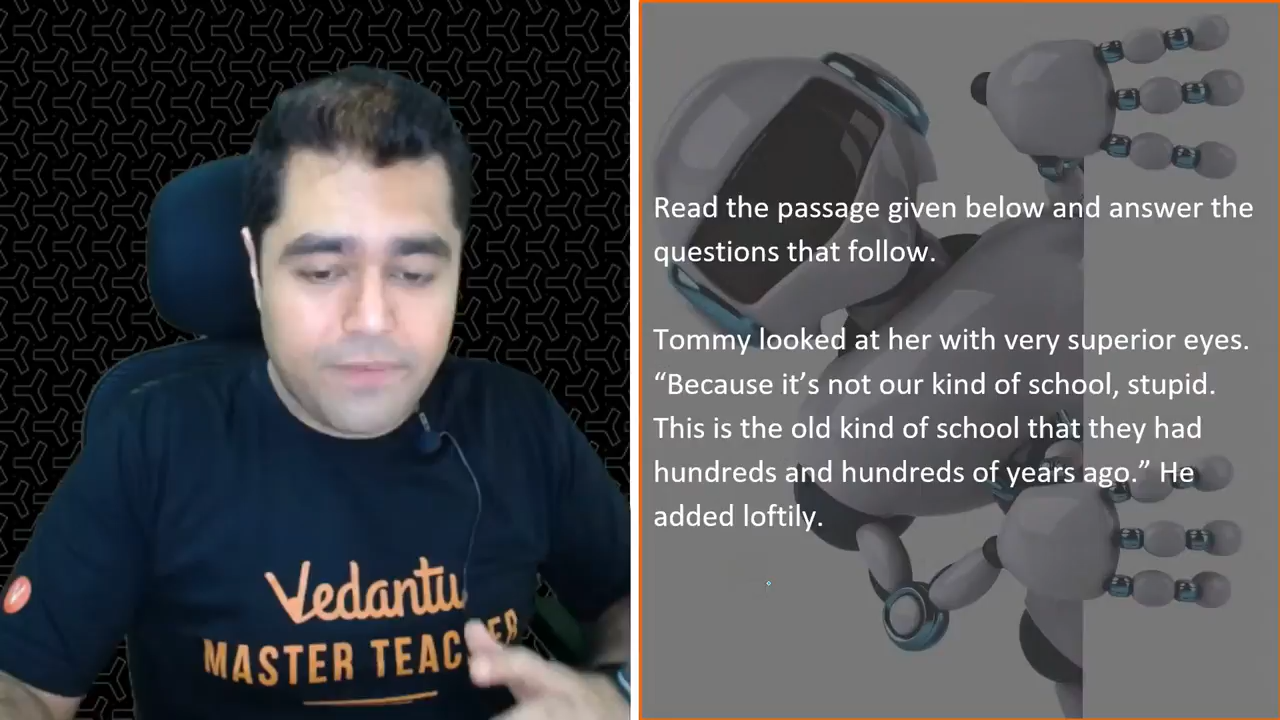 Vedantu
MASTER TEACHER
Read the passage given below and answer the
questions that follow.
Tommy looked at her with very superior eyes.
“Because it’s not our kind of school, stupid.
This is the old kind of school that they had
hundreds and hundreds of years ago.” He
added loftily.